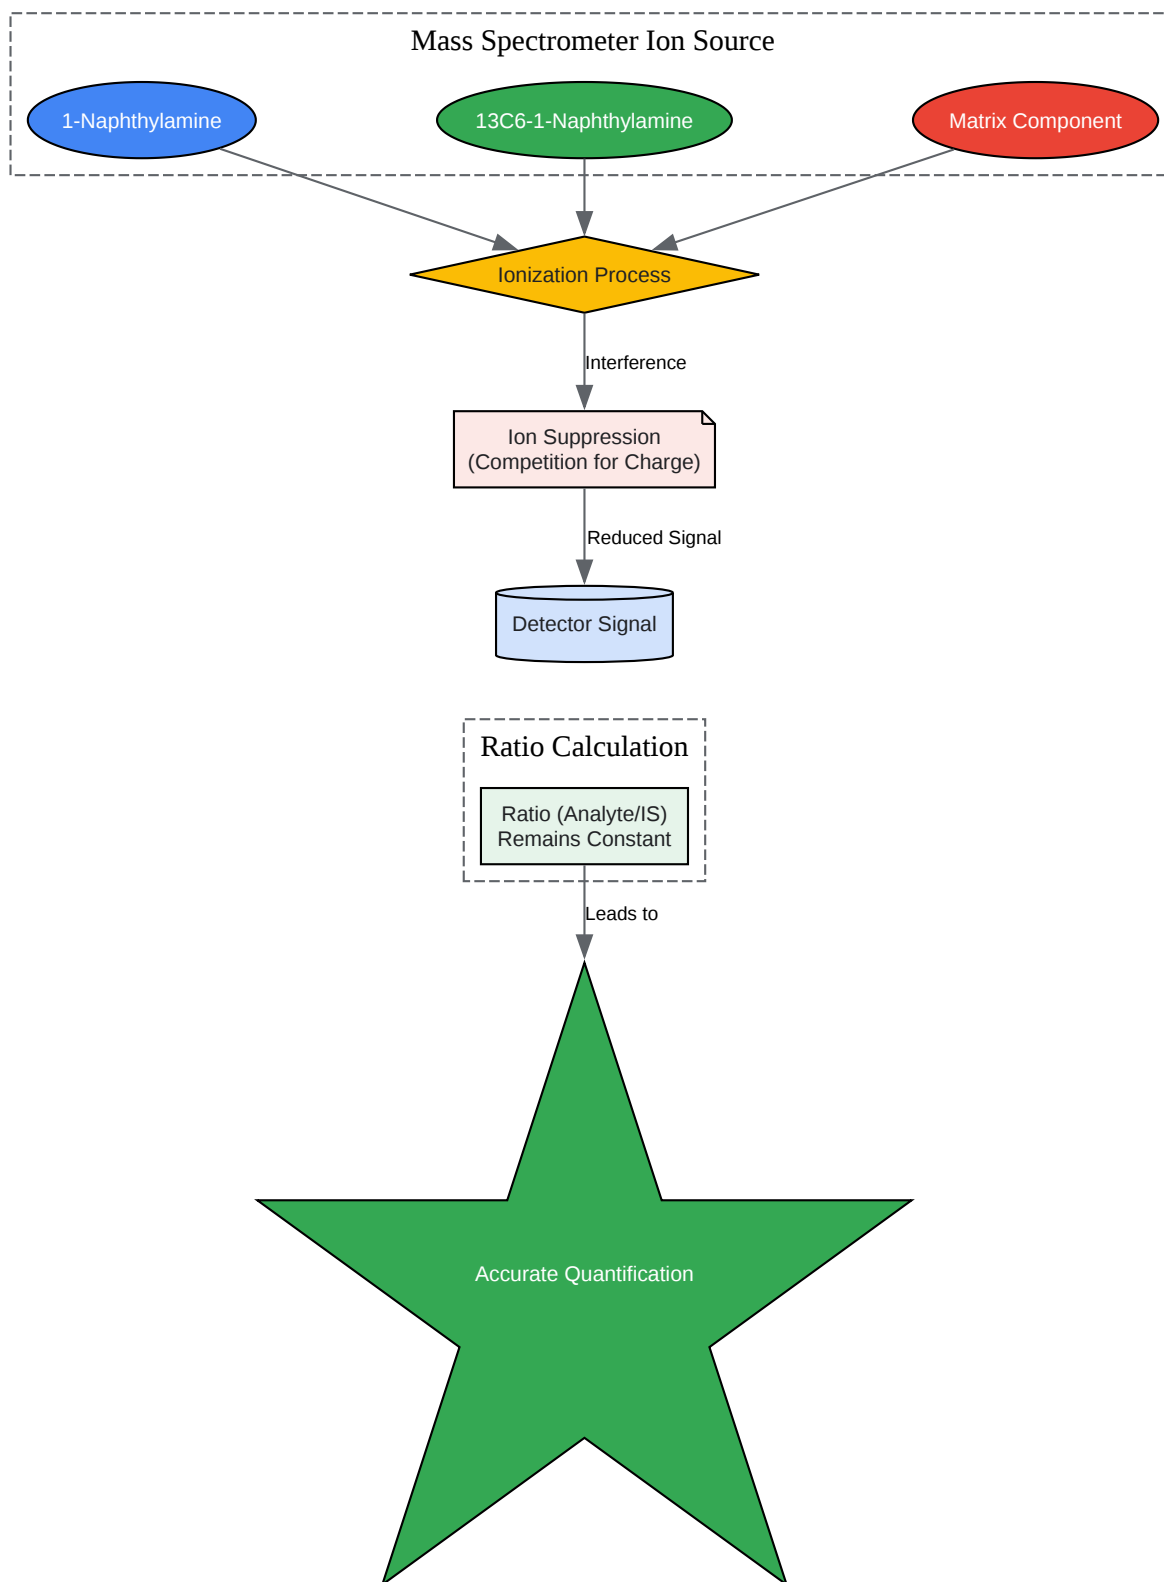 Mass Spectrometer Ion Source
1-Naphthylamine
13C6-1-Naphthylamine
Matrix Component
Ionization Process
Interference
Ion Suppression
(Competition for Charge)
Reduced Signal
Detector Signal
Ratio Calculation
Ratio (Analyte/IS)
Remains Constant
Leads to
Accurate Quantification